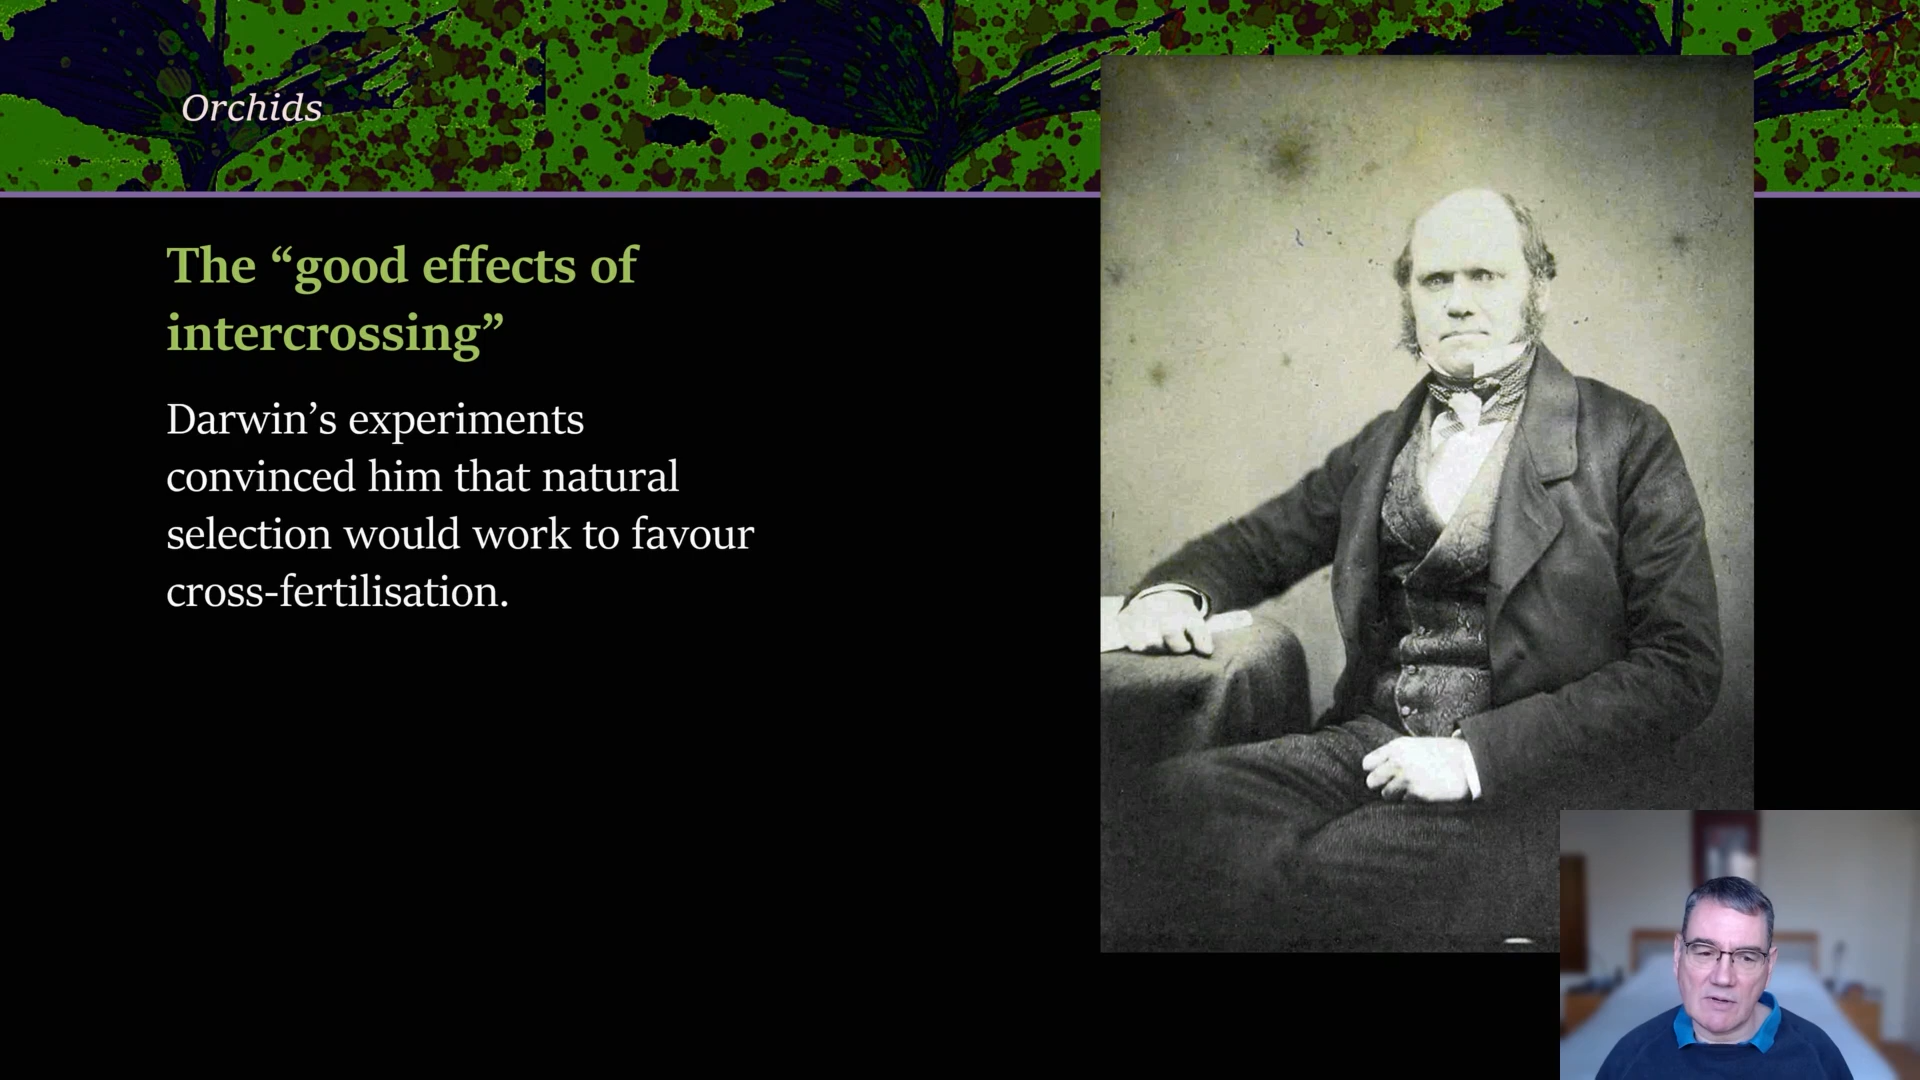 Orchids
The “good effects of
intercrossing”
Darwin’s experiments
convinced him that natural
selection would work to favour
cross-fertilisation.